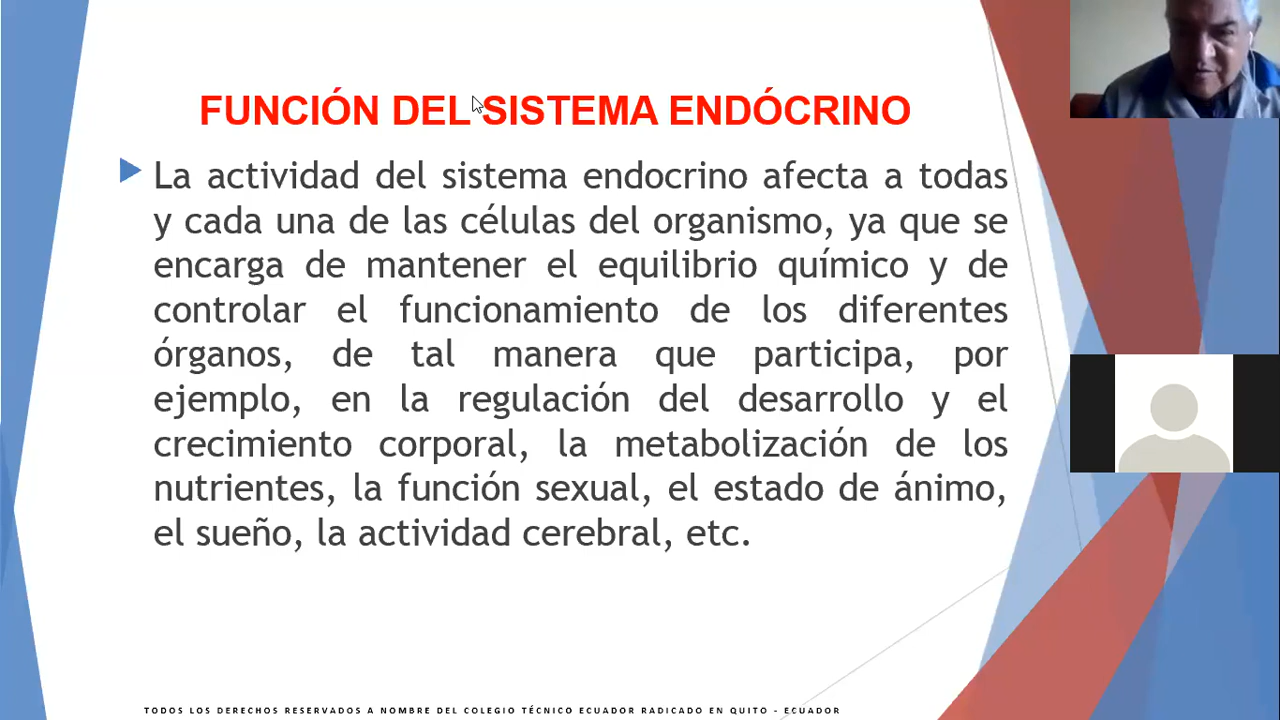 FUNCIÓN DEL SISTEMA ENDÓCRINO
La actividad del sistema endocrino afecta a todas
y cada una de las células del organismo, ya que se
encarga de mantener el equilibrio químico y de
controlar el funcionamiento de los diferentes
órganos, de tal manera que participa, por
ejemplo, en la regulación del desarrollo y el
crecimiento corporal, la metabolización de los
nutrientes, la función sexual, el estado de ánimo,
el sueño, la actividad cerebral, etc.
TODOS LOS DERECHOS RESERVADOS A NOMBRE DEL COLEGIO TÉCNICO ECUADOR RADICADO EN QUITO - ECUADOR